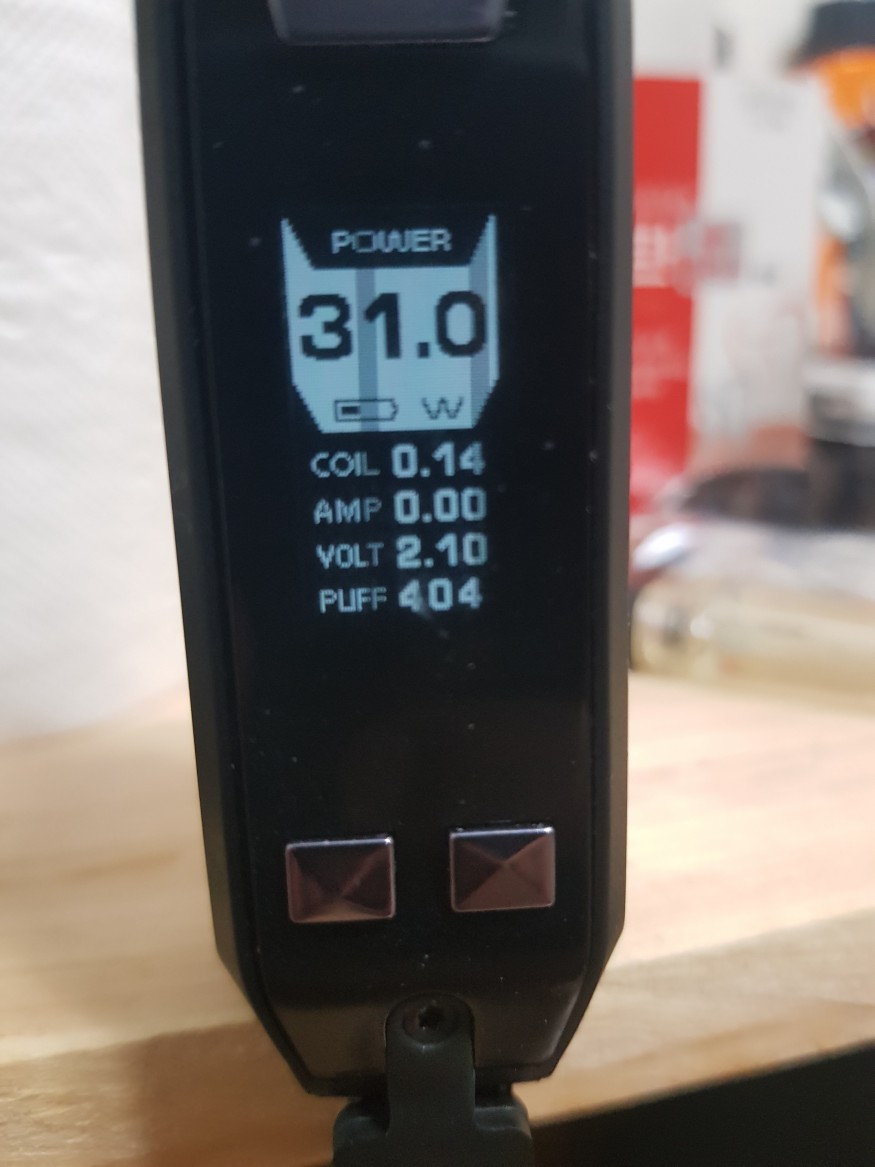 POWER
31.0
W
COIL 0.14
AMP 0.00
VOLT 2.10
PUFF 404